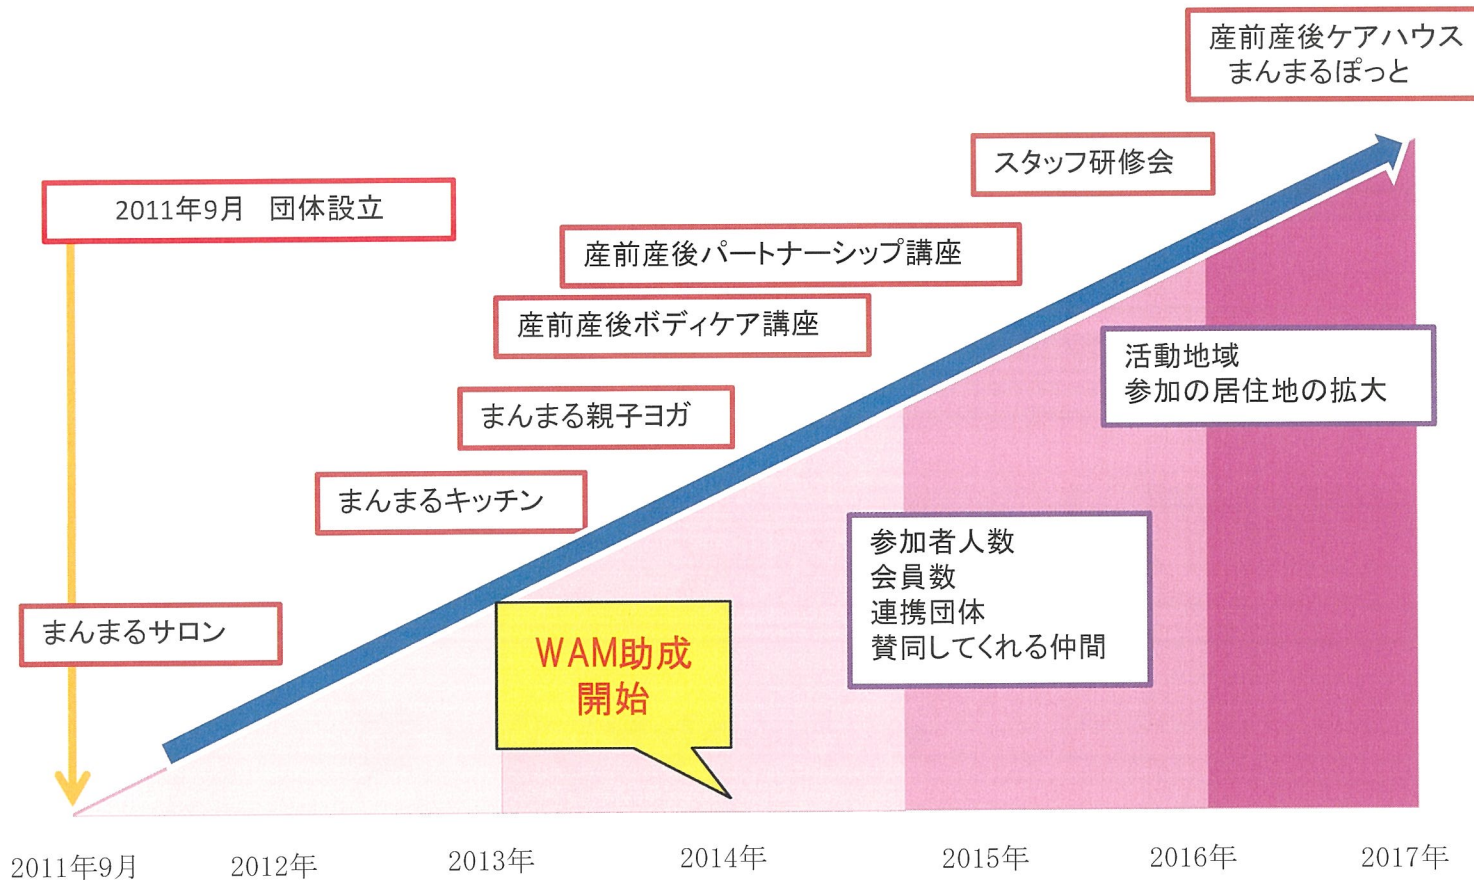 産前産後ケアハウス
まんまるぽっと
スタッフ研修会
2011年9月　団体設立
産前産後パートナーシップ講座
産前産後ボディケア講座
まんまる親子ヨガ
まんまるキッチン
まんまるサロン
活動地域
参加の居住地の拡大
参加者人数
会員数
連携団体
賛同してくれる仲間
WAM助成
開始
2011年9月
2012年
2013年
2014年
2015年
2016年
2017年